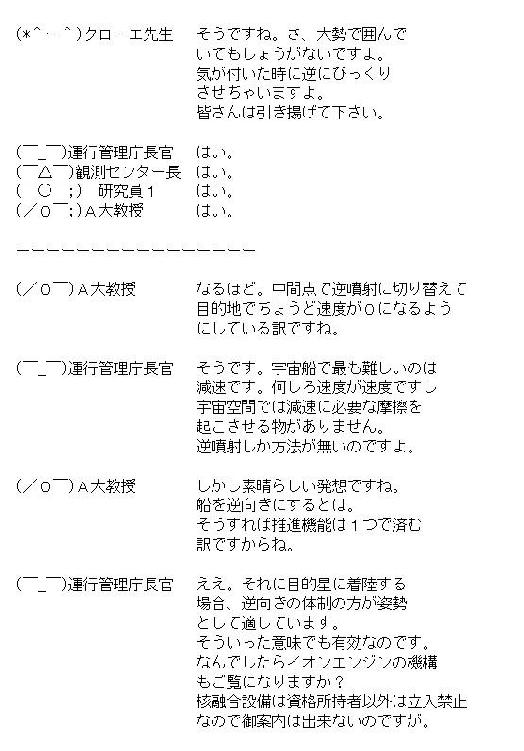 (*＾-＾)クローエ先生　そうですね。さ、大勢で囲んで
いてもしょうがないですよ。
気が付いた時に逆にびっくり
させちゃいますよ。
皆さんは引き揚げて下さい。
(￣_￣)運行管理庁長官　はい。
(￣△￣)観測センター長　はい。
(　○　;)　研究員１　はい。
(／０￣;)Ａ大教授　はい。
ーーーーーーーーーーーーーーーー
(／０￣)Ａ大教授　なるほど。中間点で逆噴射に切り替えて
目的地でちょうど速度が０になるよう
にしている訳ですね。
(￣_￣)運行管理庁長官　そうです。宇宙船で最も難しいのは
減速です。何しろ速度が速度ですし
宇宙空間では減速に必要な摩擦を
起こさせる物がありません。
逆噴射しか方法が無いのですよ。
(／０￣)Ａ大教授　しかし素晴らしい発想ですね。
船を逆向きにするとは。
そうすれば推進機能は１つで済む
訳ですからね。
(￣_￣)運行管理庁長官　ええ。それに目的星に着陸する
場合、逆向きの体制の方が姿勢
として適しています。
そういった意味でも有効なのです。
なんでしたらイオンエンジンの機構
もご覧になりますか？
核融合設備は資格所持者以外は立入禁止
なので御案内は出来ないのですが。